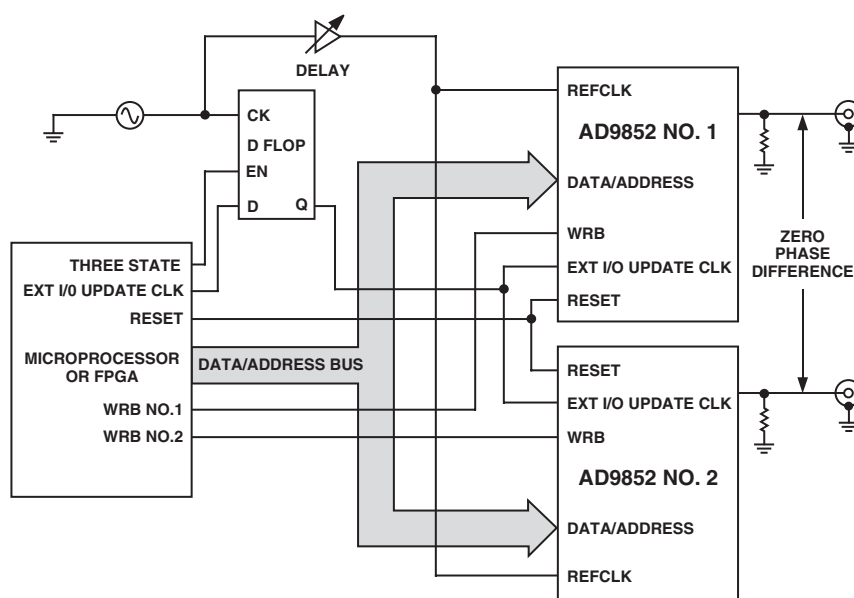 DELAY
CK
D FLOP
EN
D
Q
THREE STATE
EXT I/0 UPDATE CLK
RESET
MICROPROCESSOR
OR FPGA
DATA/ADDRESS BUS
WRB NO.1
WRB NO.2
REFCLK
AD9852 NO. 1
DATA/ADDRESS
WRB
EXT I/O UPDATE CLK
RESET
ZERO
PHASE
DIFFERENCE
RESET
EXT I/O UPDATE CLK
WRB
AD9852 NO. 2
DATA/ADDRESS
REFCLK